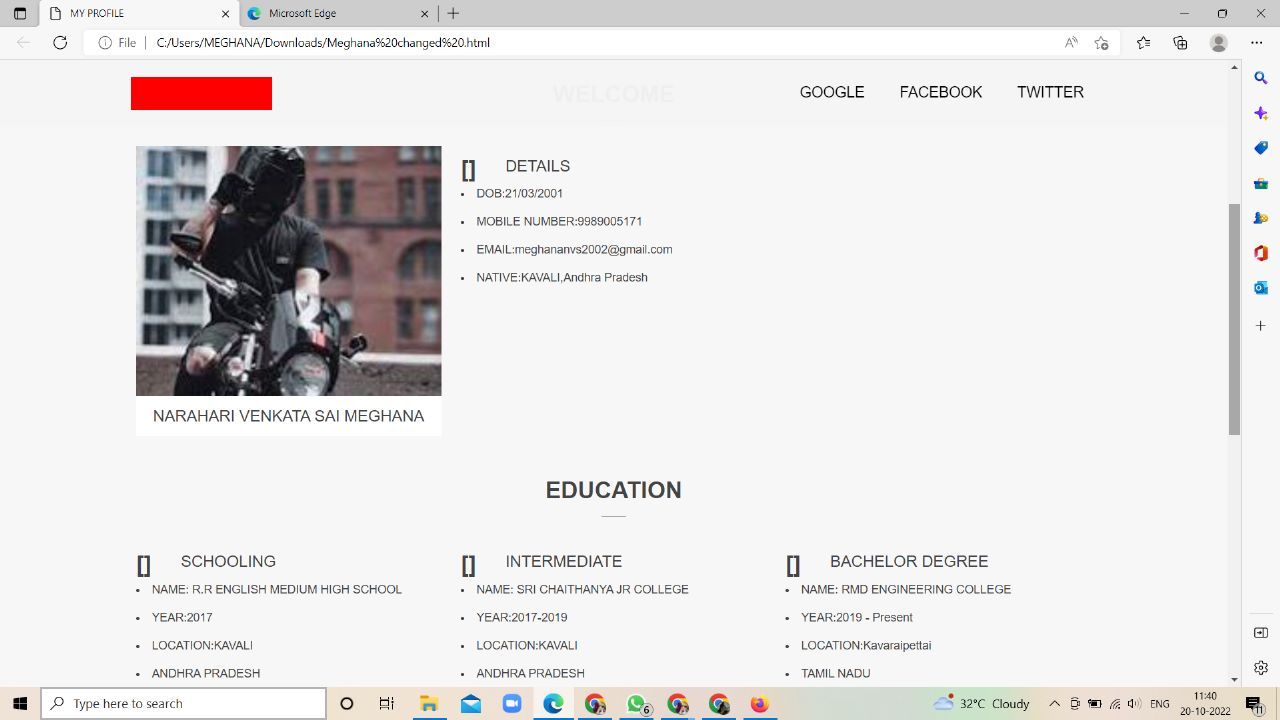 MY PROFILE
Microsoft Edge
File
C:/Users/MEGHANA/Downloads/Meghana%20changed%20.html
WELCOME
GOOGLE FACEBOOK TWITTER
[] DETAILS
• DOB:21/03/2001
• MOBILE NUMBER:9989005171
• EMAIL:meghananvs2002@gmail.com
• NATIVE:KAVALI,Andhra Pradesh
NARAHARI VENKATA SAI MEGHANA
EDUCATION
[] SCHOOLING
• NAME: R.R ENGLISH MEDIUM HIGH SCHOOL
• YEAR:2017
• LOCATION:KAVALI
• ANDHRA PRADESH
[] INTERMEDIATE
• NAME: SRI CHAITHANYA JR COLLEGE
• YEAR:2017-2019
• LOCATION:KAVALI
• ANDHRA PRADESH
[] BACHELOR DEGREE
• NAME: RMD ENGINEERING COLLEGE
• YEAR:2019 - Present
• LOCATION:Kavaraipettai
• TAMIL NADU
Type here to search
6
32°C Cloudy
ENG
11:40
20-10-2022
11